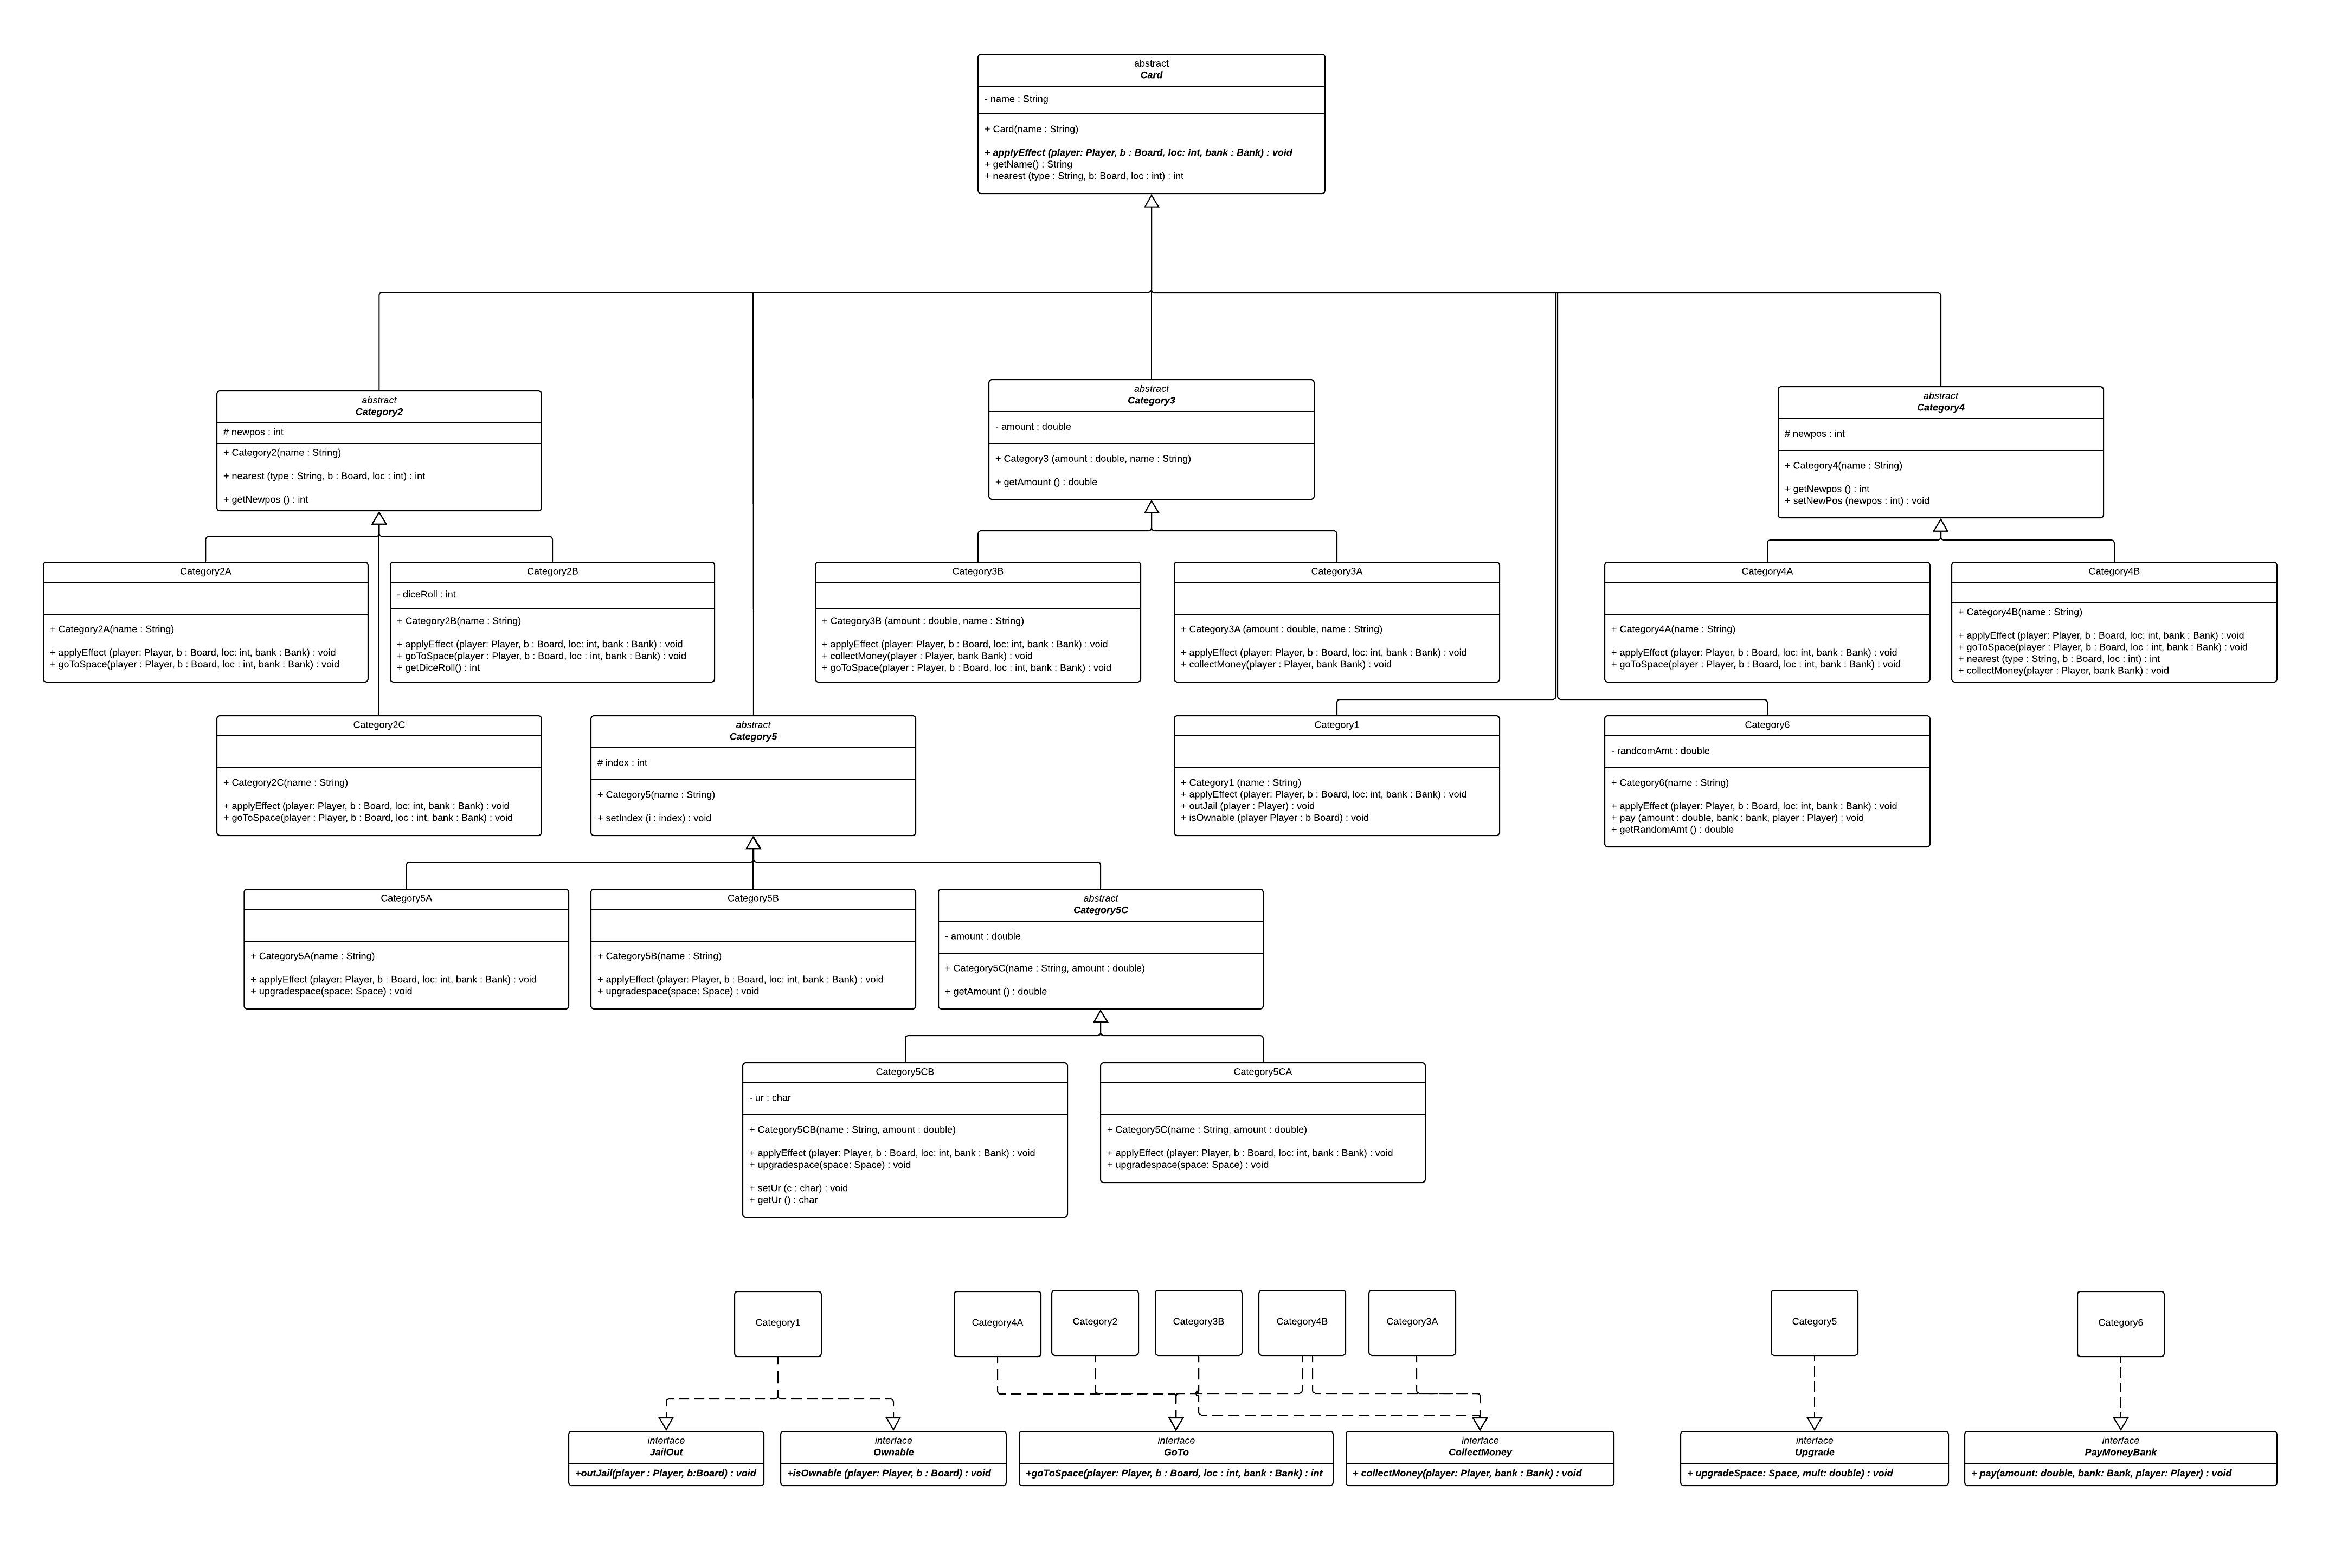 abstract
Card
- name : String
+ Card(name : String)
+ applyEffect (player: Player, b : Board, loc: int, bank : Bank) : void
+ getName() : String
+ nearest (type : String, b: Board, loc : int) : int
abstract
Category2
# newpos : int
+ Category2(name : String)
+ nearest (type : String, b : Board, loc : int) : int
+ getNewpos () : int
abstract
Category3
- amount : double
+ Category3 (amount : double, name : String)
+ getAmount () : double
abstract
Category4
# newpos : int
+ Category4(name : String)
+ getNewpos () : int
+ setNewPos (newpos : int) : void
Category2A
+ Category2A(name : String)
+ applyEffect (player: Player, b : Board, loc: int, bank : Bank) : void
+ goToSpace(player : Player, b : Board, loc : int, bank : Bank) : void
Category2B
- diceRoll : int
+ Category2B(name : String)
+ applyEffect (player: Player, b : Board, loc: int, bank : Bank) : void
+ goToSpace(player : Player, b : Board, loc : int, bank : Bank) : void
+ getDiceRoll() : int
Category3B
+ Category3B (amount : double, name : String)
+ applyEffect (player: Player, b : Board, loc: int, bank : Bank) : void
+ collectMoney(player : Player, bank Bank) : void
+ goToSpace(player : Player, b : Board, loc : int, bank : Bank) : void
Category3A
+ Category3A (amount : double, name : String)
+ applyEffect (player: Player, b : Board, loc: int, bank : Bank) : void
+ collectMoney(player : Player, bank Bank) : void
Category4A
+ Category4A(name : String)
+ applyEffect (player: Player, b : Board, loc: int, bank : Bank) : void
+ goToSpace(player : Player, b : Board, loc : int, bank : Bank) : void
Category4B
+ Category4B(name : String)
+ applyEffect (player: Player, b : Board, loc: int, bank : Bank) : void
+ goToSpace(player : Player, b : Board, loc : int, bank : Bank) : void
+ nearest (type : String, b : Board, loc : int) : int
+ collectMoney(player : Player, bank Bank) : void
Category2C
+ Category2C(name : String)
+ applyEffect (player: Player, b : Board, loc: int, bank : Bank) : void
+ goToSpace(player : Player, b : Board, loc : int, bank : Bank) : void
abstract
Category5
# index : int
+ Category5(name : String)
+ setIndex (i : index) : void
Category1
+ Category1 (name : String)
+ applyEffect (player: Player, b : Board, loc: int, bank : Bank) : void
+ outJail (player : Player) : void
+ isOwnable (player Player : b Board) : void
Category6
- randcomAmt : double
+ Category6(name : String)
+ applyEffect (player: Player, b : Board, loc: int, bank : Bank) : void
+ pay (amount : double, bank : bank, player : Player) : void
+ getRandomAmt () : double
Category5A
+ Category5A(name : String)
+ applyEffect (player: Player, b : Board, loc: int, bank : Bank) : void
+ upgradespace(space: Space) : void
Category5B
+ Category5B(name : String)
+ applyEffect (player: Player, b : Board, loc: int, bank : Bank) : void
+ upgradespace(space: Space) : void
abstract
Category5C
- amount : double
+ Category5C(name : String, amount : double)
+ getAmount () : double
Category5CB
- ur : char
+ Category5CB(name : String, amount : double)
+ applyEffect (player: Player, b : Board, loc: int, bank : Bank) : void
+ upgradespace(space: Space) : void
+ setUr (c : char) : void
+ getUr () : char
Category5CA
+ Category5C(name : String, amount : double)
+ applyEffect (player: Player, b : Board, loc: int, bank : Bank) : void
+ upgradespace(space: Space) : void
Category1
Category4A
Category2
Category3B
Category4B
Category3A
Category5
Category6
interface
JailOut
+outJail(player : Player, b:Board) : void
interface
Ownable
+isOwnable (player: Player, b : Board) : void
interface
GoTo
+goToSpace(player: Player, b : Board, loc : int, bank : Bank) : int
interface
CollectMoney
+ collectMoney(player: Player, bank : Bank) : void
interface
Upgrade
+ upgradeSpace: Space, mult: double) : void
interface
PayMoneyBank
+ pay(amount: double, bank: Bank, player: Player) : void